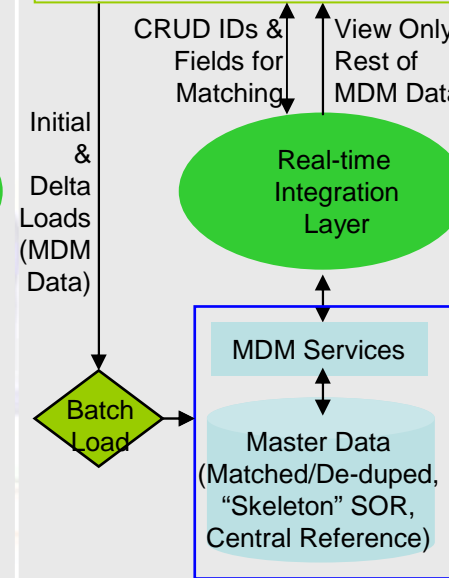 CRUD IDs &
Fields for
Matching
View Only
Rest of
MDM Data
Initial
&
Delta
Loads
(MDM
Data)
Real-time
Integration
Layer
MDM Services
Batch
Load
Master Data
(Matched/De-duped,
“Skeleton” SOR,
Central Reference)